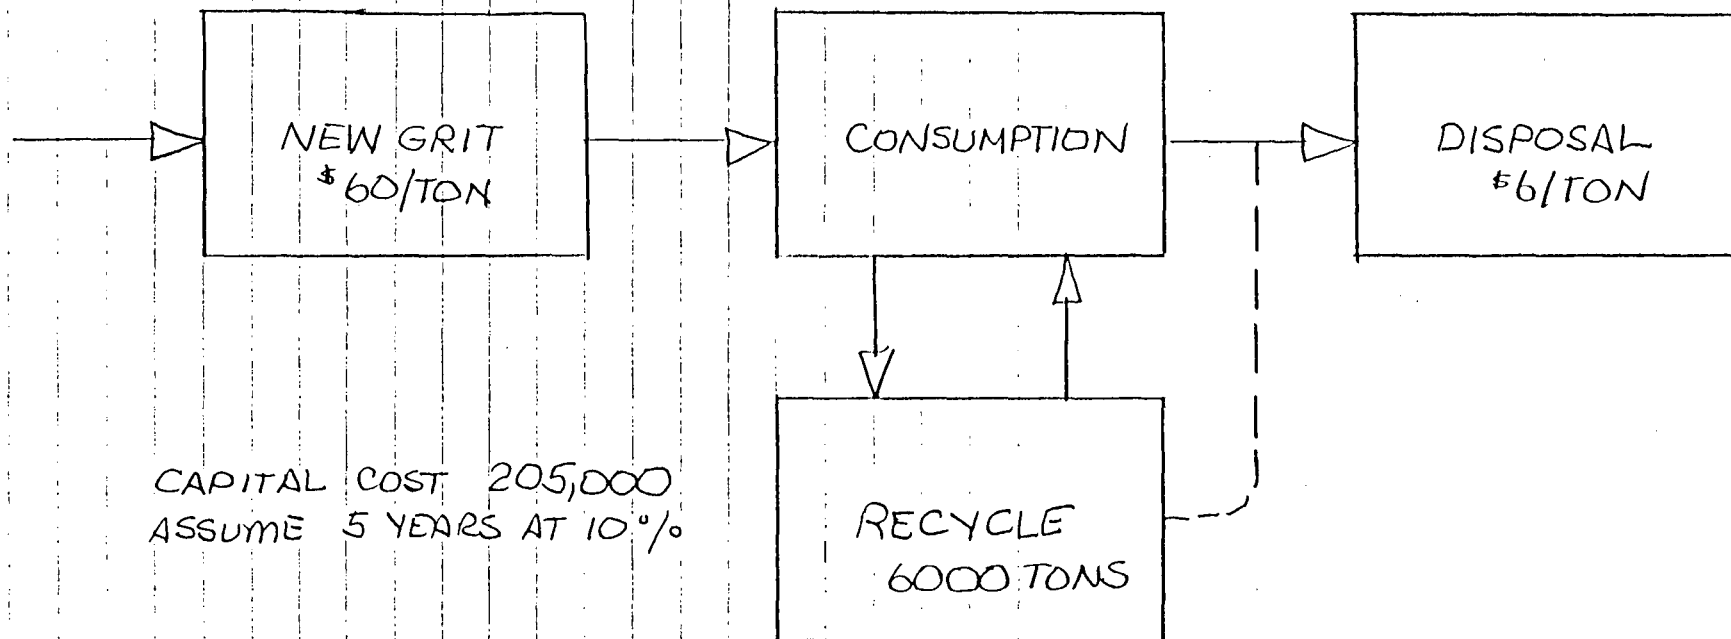 NEW GRIT
$60/TON
CONSUMPTION
DISPOSAL
$6/TON
CAPITAL COST 205,000
ASSUME 5 YEARS AT 10%
RECYCLE
6000 TONS